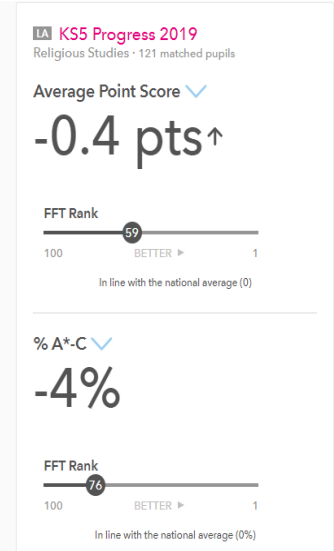 LA KS5 Progress 2019
Religious Studies · 121 matched pupils
Average Point Score
-0.4 pts↑
FFT Rank
59
100 BETTER ▶ 1
In line with the national average (0)
% A*-C
-4%
FFT Rank
76
100 BETTER ▶ 1
In line with the national average (0%)